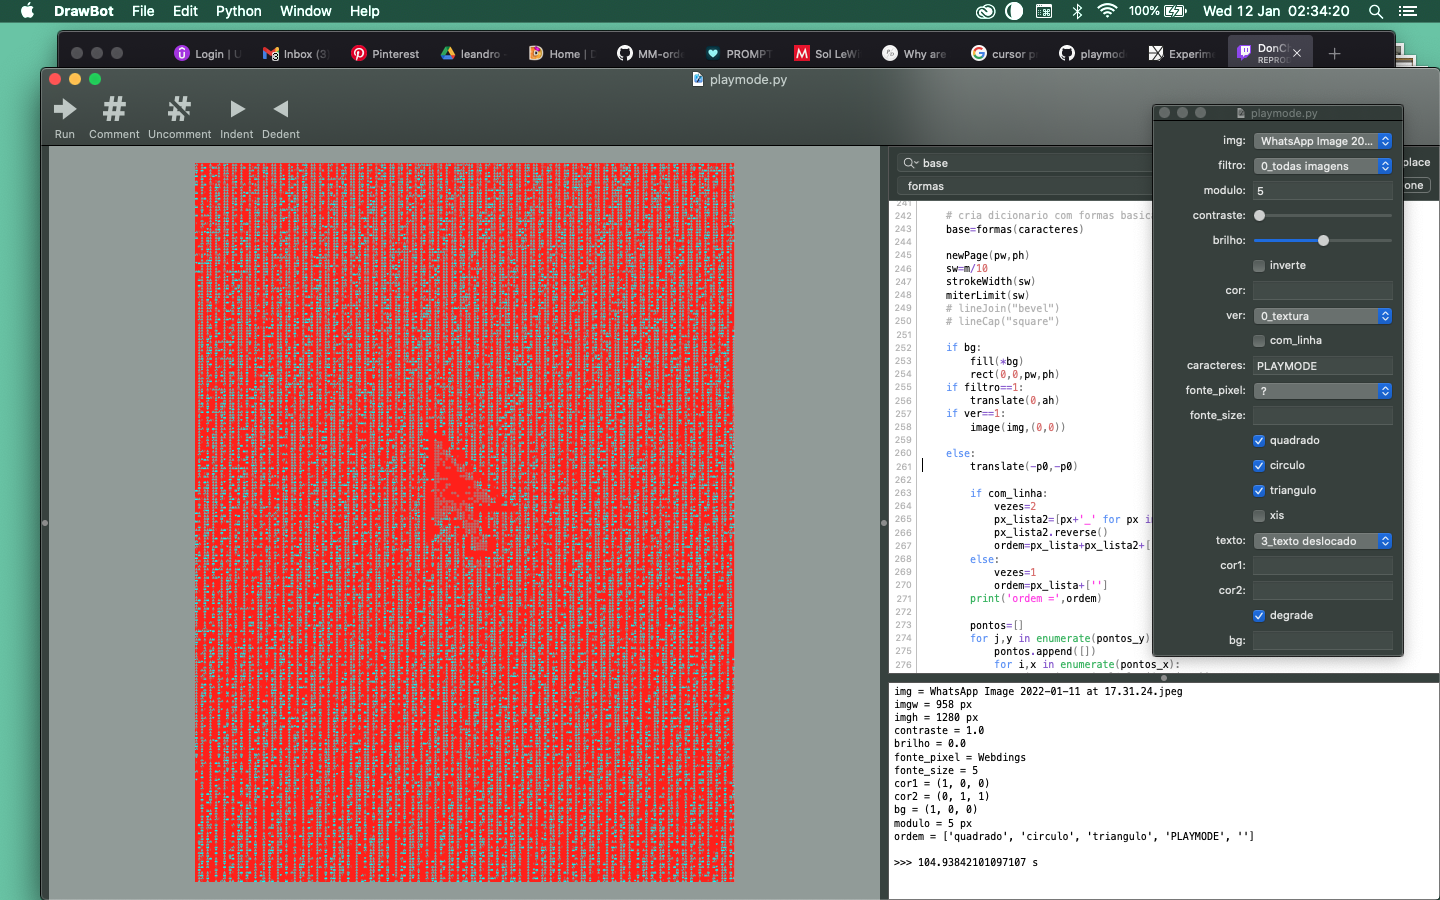 DrawBot File Edit Python Window Help 100% Wed 12 Jan 02:34:20
Login | U Inbox (3) Pinterest leandro Home | D MM-ord PROMPT Sol LeWi Why are cursor p playmod Experim DonC
REPROD
playmode.py
Run Comment Uncomment Indent Dedent
base
place
formas
one
241
242 # cria dicionario com formas basica
243 base=formas(caracteres)
244
245 newPage(pw,ph)
246 sw=m/10
247 strokeWidth(sw)
248 miterLimit(sw)
249 # lineJoin("bevel")
250 # lineCap("square")
251
252 if bg:
253 fill(*bg)
254 rect(0,0,pw,ph)
255 if filtro==1:
256 translate(0,ah)
257 if ver==1:
258 image(img,(0,0))
259
260 else:
261 translate(-p0,-p0)
262
263 if com_linha:
264 vezes=2
265 px_lista2=[px+'_' for px in
266 px_lista2.reverse()
267 ordem=px_lista+px_lista2+[
268 else:
269 vezes=1
270 ordem=px_lista+['']
271 print('ordem =',ordem)
272
273 pontos=[]
274 for j,y in enumerate(pontos_y)
275 pontos.append([])
276 for i,x in enumerate(pontos_x):
playmode.py
img: WhatsApp Image 20...
filtro: 0_todas imagens
modulo: 5
contraste:
brilho:
inverte
cor:
ver: 0_textura
com_linha
caracteres: PLAYMODE
fonte_pixel: ?
fonte_size:
quadrado
circulo
triangulo
xis
texto: 3_texto deslocado
cor1:
cor2:
degrade
bg:
img = WhatsApp Image 2022-01-11 at 17.31.24.jpeg
imgw = 958 px
imgh = 1280 px
contraste = 1.0
brilho = 0.0
fonte_pixel = Webdings
fonte_size = 5
cor1 = (1, 0, 0)
cor2 = (0, 1, 1)
bg = (1, 0, 0)
modulo = 5 px
ordem = ['quadrado', 'circulo', 'triangulo', 'PLAYMODE', '']
>>> 104.93842101097107 s